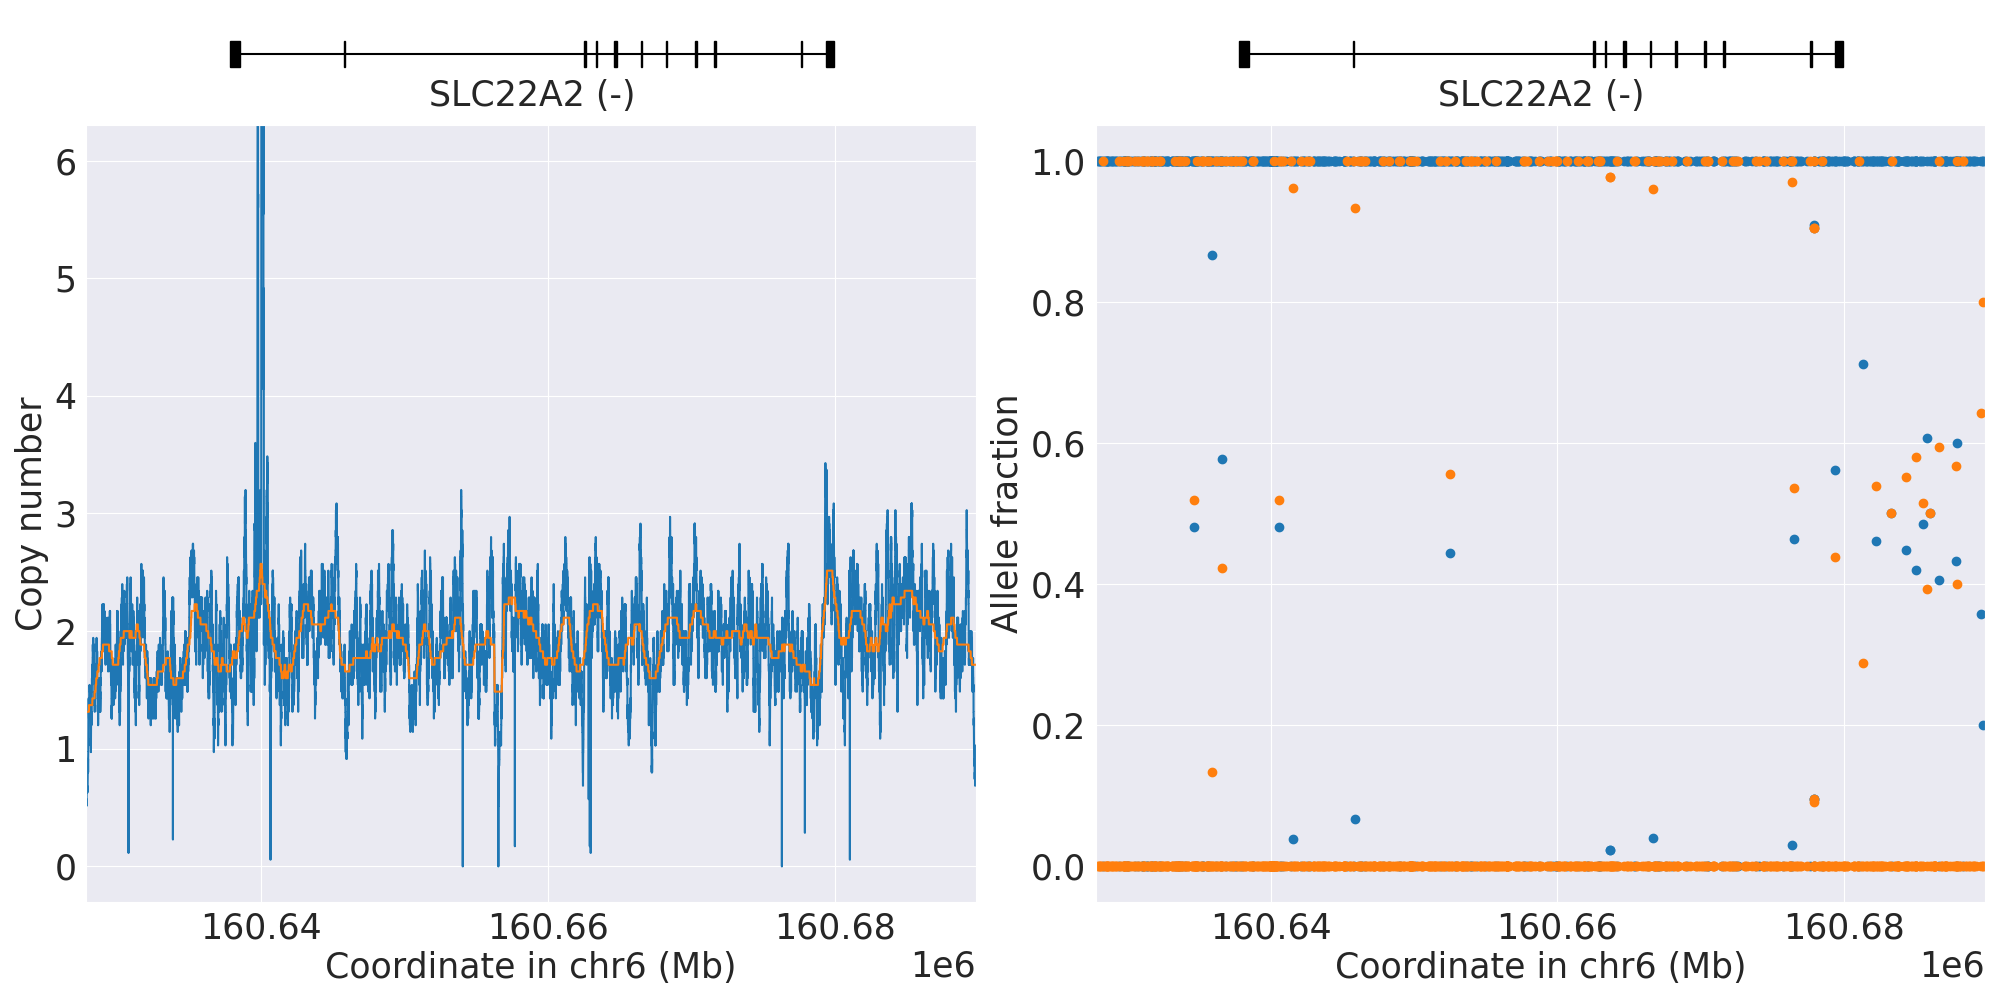 SLC22A2 (-)
6
5
4
3
2
1
0
Copy number
160.64
160.66
160.68
Coordinate in chr6 (Mb)
1e6
SLC22A2 (-)
1.0
0.8
0.6
0.4
0.2
0.0
Allele fraction
160.64
160.66
160.68
Coordinate in chr6 (Mb)
1e6